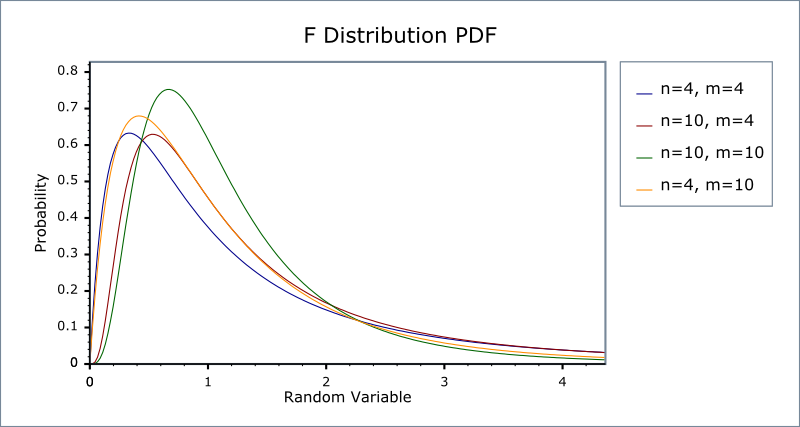 F Distribution PDF
0.8
0.7
0.6
0.5
0.4
0.3
0.2
0.1
0
Probability
0 1 2 3 4
Random Variable
n=4, m=4
n=10, m=4
n=10, m=10
n=4, m=10